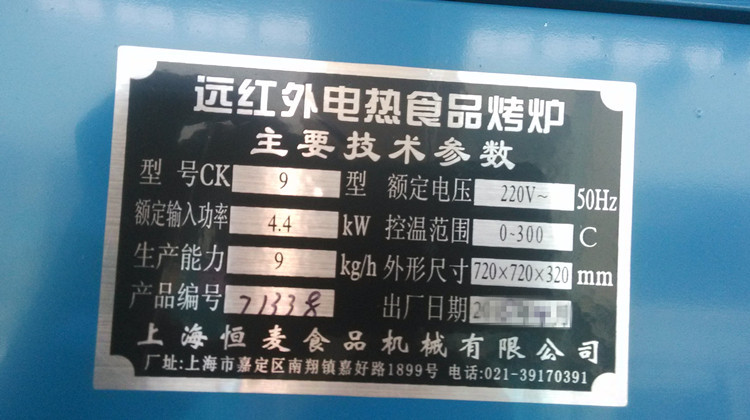 远红外电热食品烤炉
主要技术参数
型号CK 9 型 额定电压 220V~ 50Hz
额定输入功率 4.4 kW 控温范围 0-300 C
生产能力 9 kg/h 外形尺寸 720×720×320 mm
产品编号 71338 出厂日期
上海恒麦食品机械有限公司
厂址:上海市嘉定区南翔镇嘉好路1899号 电话:021-39170391